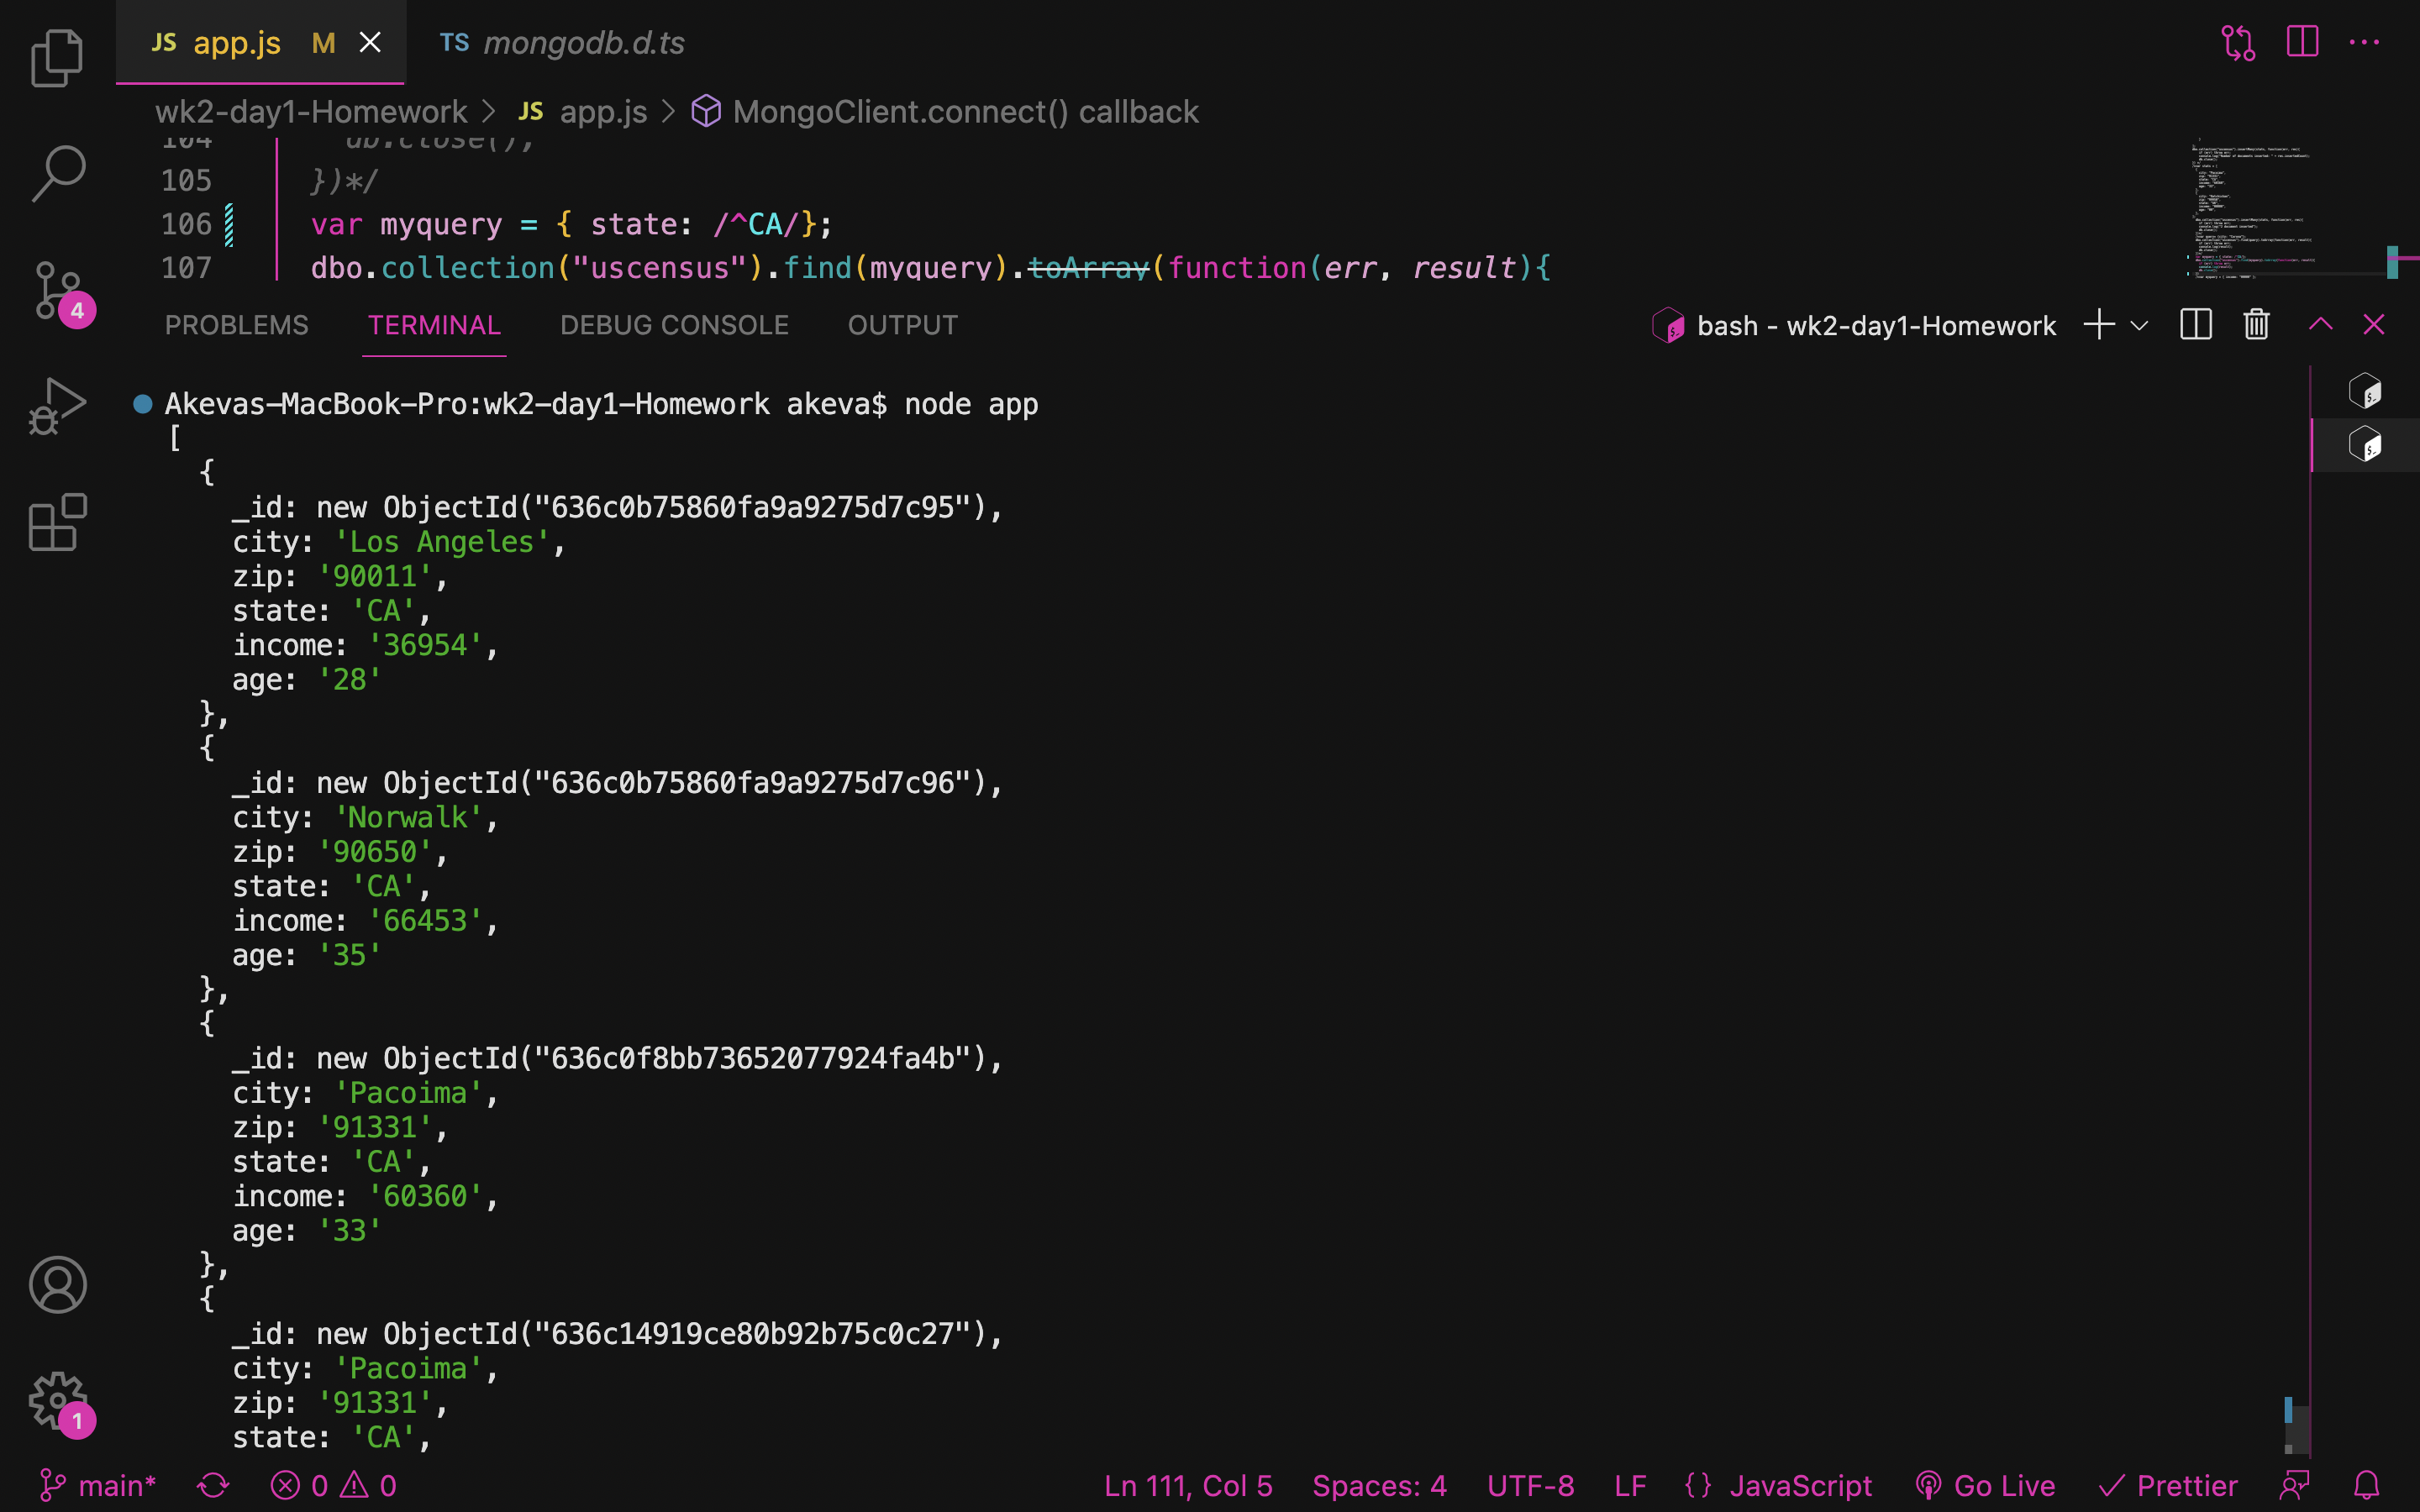 JS app.js M TS mongodb.d.ts
wk2-day1-Homework > JS app.js > MongoClient.connect() callback
104 db.close();
105 })*/
106 var myquery = { state: /^CA/};
107 dbo.collection("uscensus").find(myquery).toArray(function(err, result){
PROBLEMS TERMINAL DEBUG CONSOLE OUTPUT bash - wk2-day1-Homework
Akevas-MacBook-Pro:wk2-day1-Homework akeva$ node app
[
{
_id: new ObjectId("636c0b75860fa9a9275d7c95"),
city: 'Los Angeles',
zip: '90011',
state: 'CA',
income: '36954',
age: '28'
},
{
_id: new ObjectId("636c0b75860fa9a9275d7c96"),
city: 'Norwalk',
zip: '90650',
state: 'CA',
income: '66453',
age: '35'
},
{
_id: new ObjectId("636c0f8bb73652077924fa4b"),
city: 'Pacoima',
zip: '91331',
state: 'CA',
income: '60360',
age: '33'
},
{
_id: new ObjectId("636c14919ce80b92b75c0c27"),
city: 'Pacoima',
zip: '91331',
state: 'CA',
4
1
main* 0 0 Ln 111, Col 5 Spaces: 4 UTF-8 LF {} JavaScript Go Live Prettier